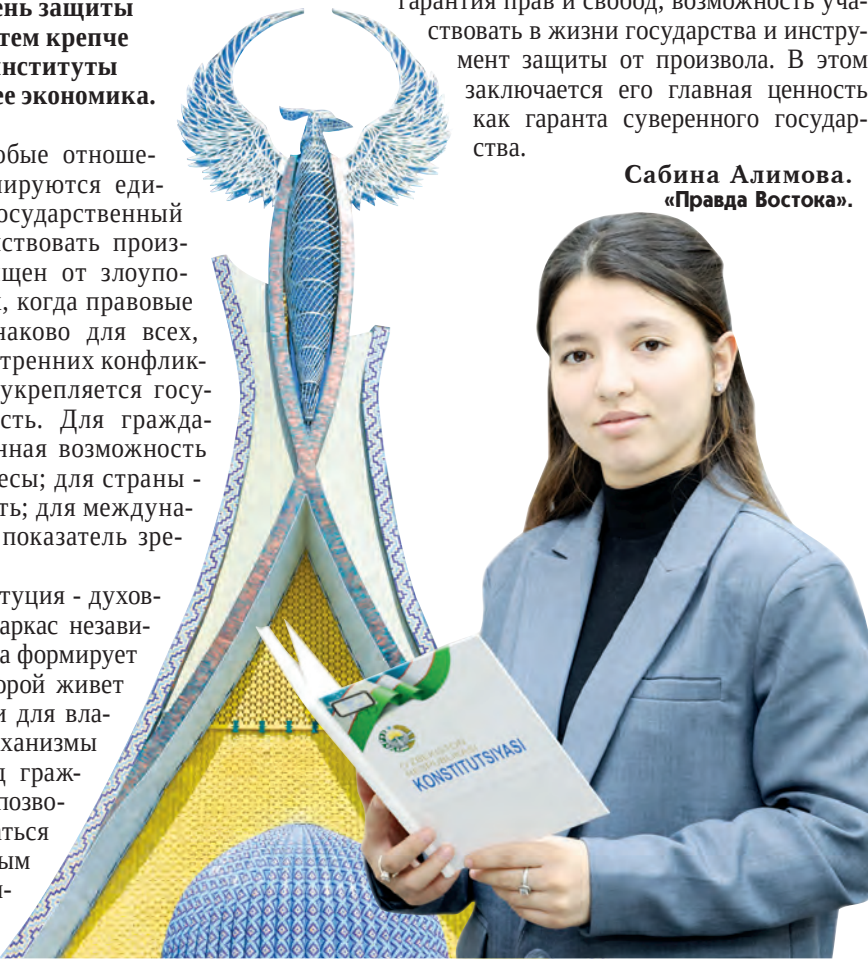 ень защиты
тем крепче
нституты
ее экономика.
обые отноше-
ируются еди-
осударственный
ствовать произ-
щен от злоупо-
, когда правовые
наково для всех,
тренних конфлик-
укрепляется госу-
сть. Для гражда-
нная возможность
есы; для страны -
ть; для междуна-
показатель зре-
туция - духов-
аркас незави-
а формирует
орой живет
и для вла-
ханизмы
д граж-
позво-
ться
ым
гарантия прав и свобод, возможность уча-
ствовать в жизни государства и инстру-
мент защиты от произвола. В этом
заключается его главная ценность
как гаранта суверенного государ-
ства.
Сабина Алимова.
«Правда Востока».
O'ZBEKISTON
RESPUBLIKASI
KONSTITUTSIYASI